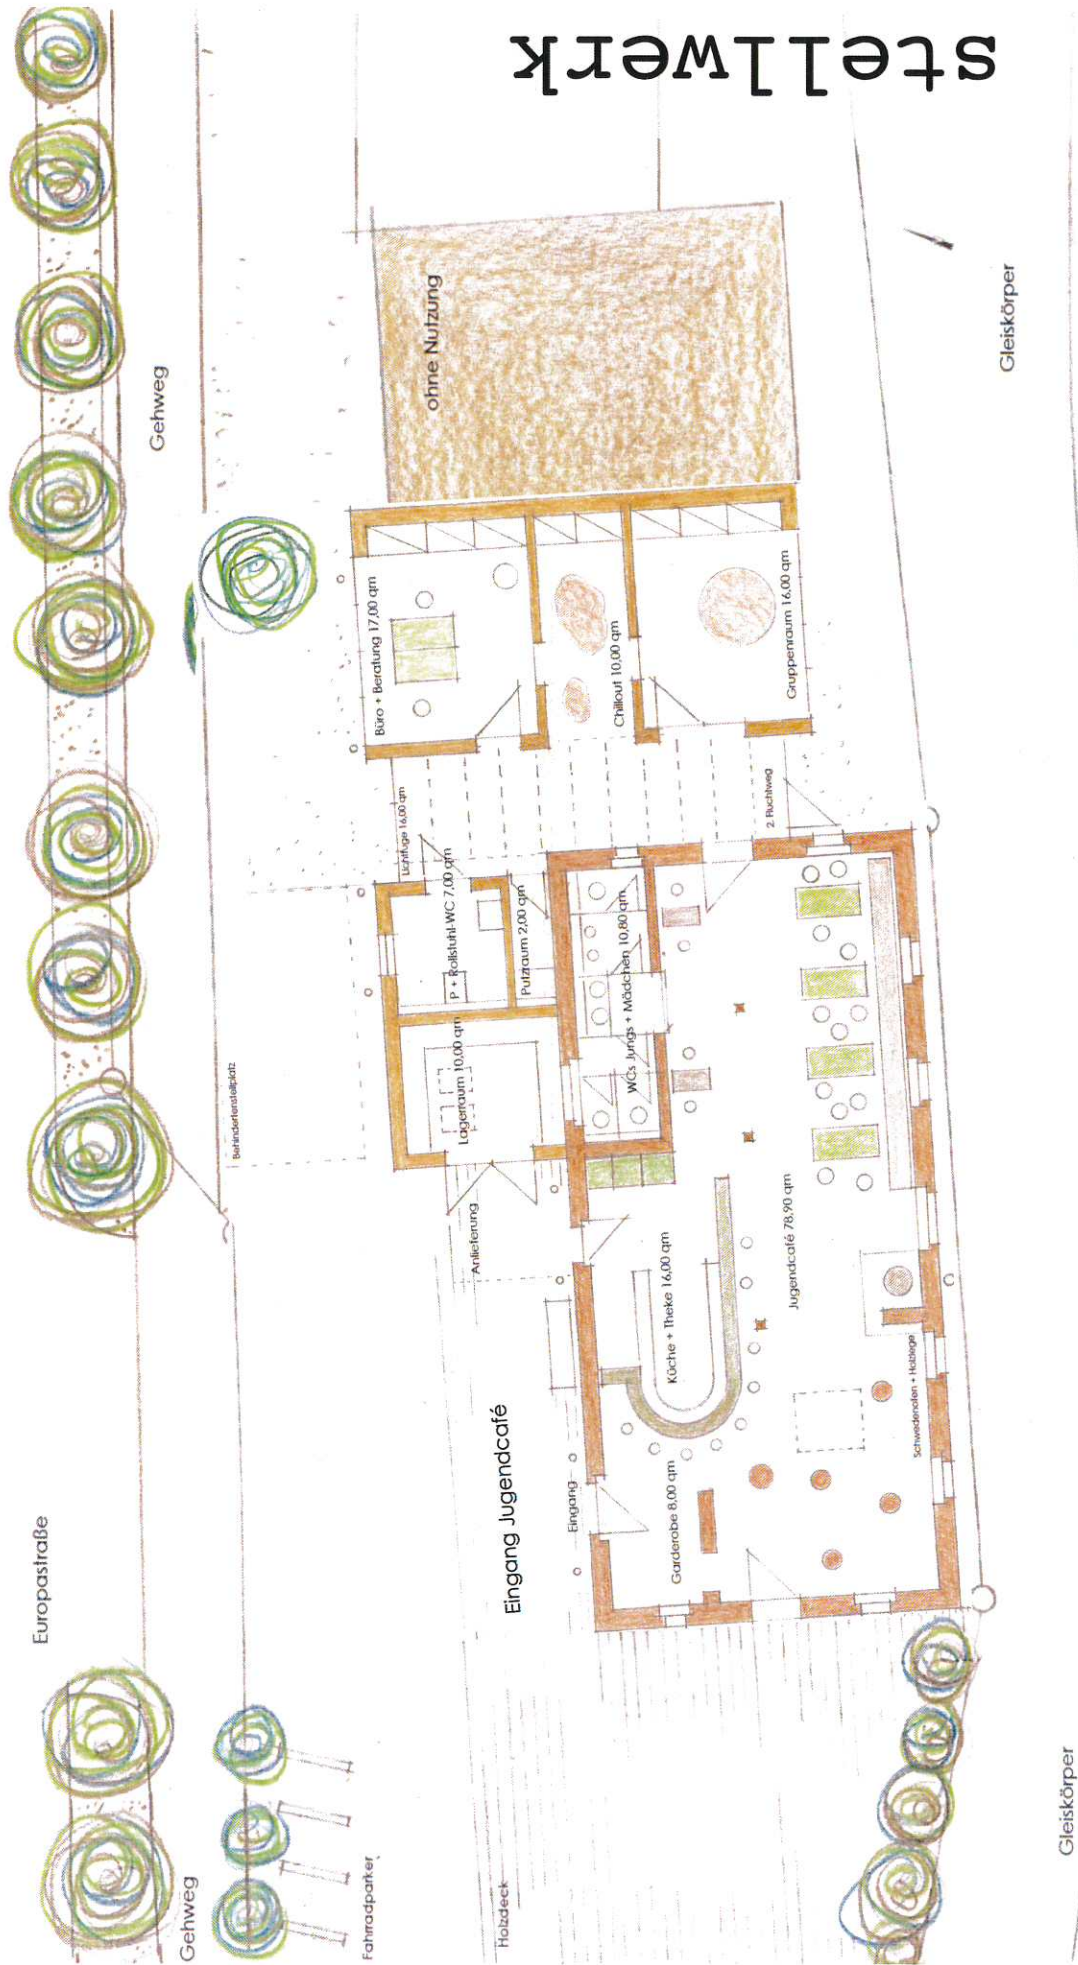 stellwerk
Europastraße
Gehweg
Gehweg
Fahrradparker
Behindertenstellplatz
Holzdeck
Eingang Jugendcafé
Eingang
Anlieferung
Lagerraum 10,00 qm
P + Rollstuhl-WC 7,00 qm
Putzraum 2,00 qm
Lichtfuge 16,00 qm
Büro + Beratung 17,00 qm
ohne Nutzung
Chillout 10,00 qm
Gruppenraum 16,00 qm
2. Fluchtweg
WCs Jungs + Mädchen 10,80 qm
Küche + Theke 16,00 qm
Garderobe 8,00 qm
Jugendcafé 78,90 qm
Schwedenofen + Holzlege
Gleiskörper
Gleiskörper